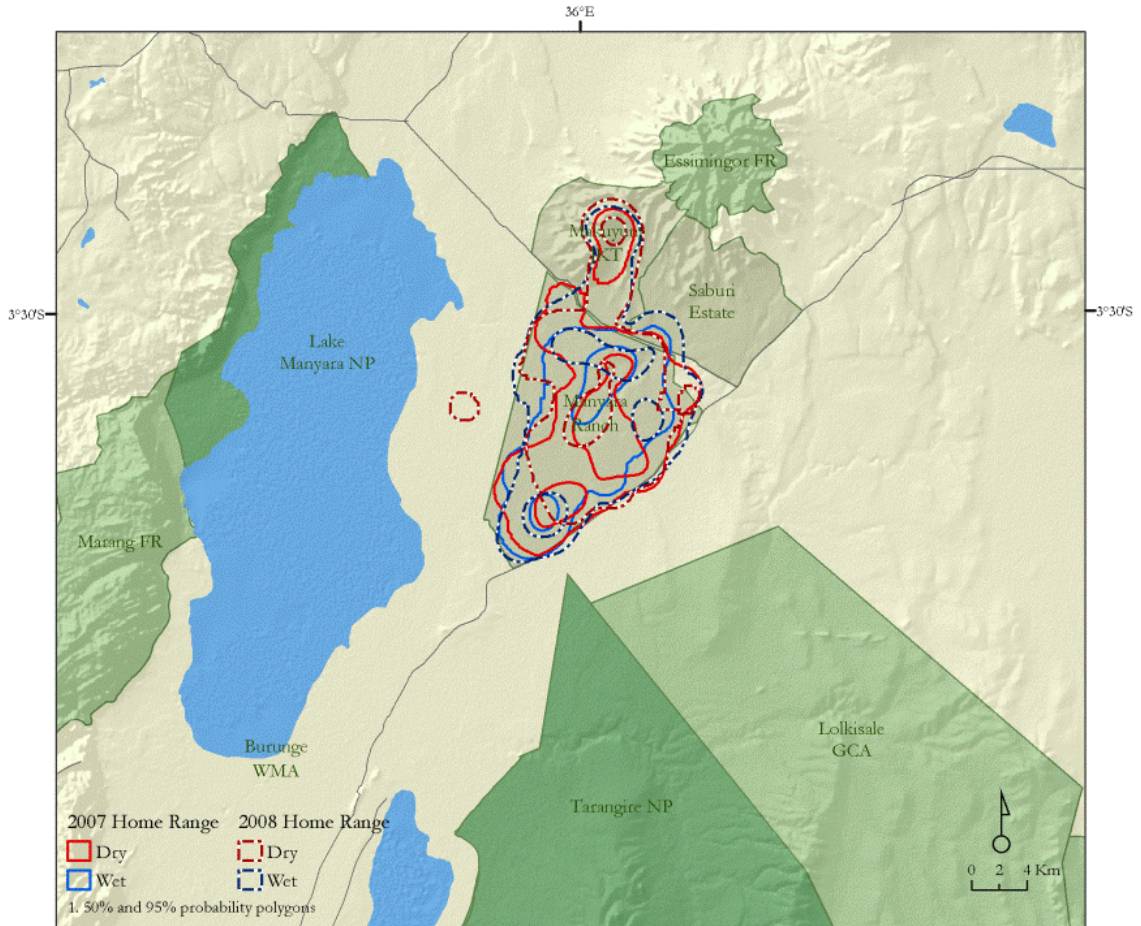 36°E
Essimingor FR
Makuyuni
KT
Saburi
Estate
3°30'S
3°30'S
Lake
Manyara NP
Manyara
Ranch
Marang FR
Lolkisale
GCA
Burunge
WMA
Tarangire NP
2007 Home Range 2008 Home Range
Dry Dry
Wet Wet
1. 50% and 95% probability polygons
0 2 4 Km